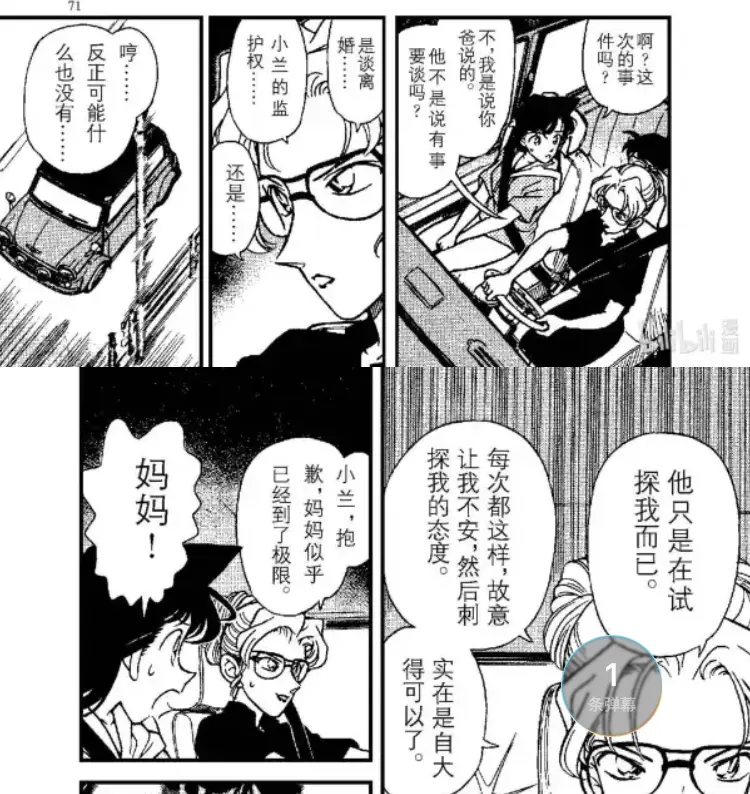 71
啊?这
次的事
件吗?
不,我是说你
爸说的。
他不是说有事
要谈吗?
是谈离
婚……
小兰的监
护权……
还是……
哼……
反正可能什
么也没有……
bilibili
漫画
他只是在试
探我而已。
每次都这样,故意
让我不安,然后刺
探我的态度。
实在是自大
得可以了。
1
条弹幕
小兰,抱
歉,妈妈似乎
已经到了极限。
妈妈!